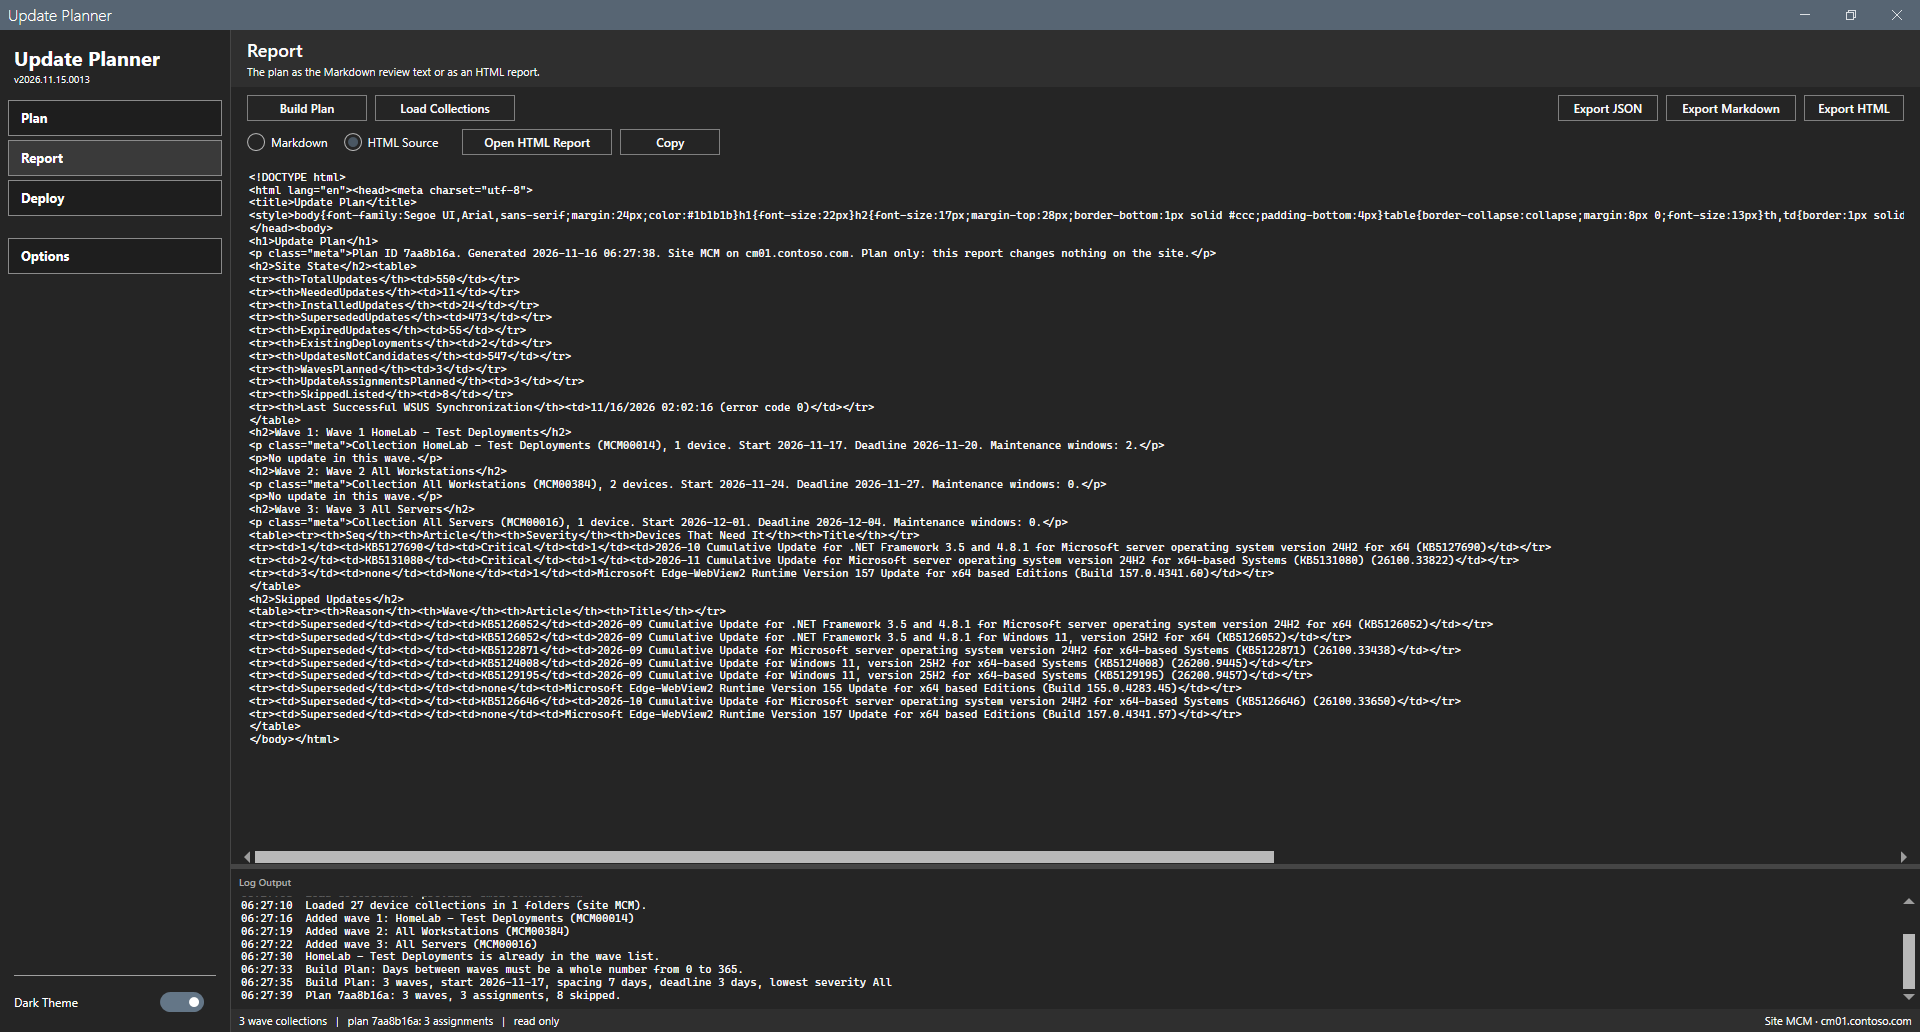 Update Planner
Update Planner
v2026.11.15.0013
Plan
Report
Deploy
Options
Dark Theme
Report
The plan as the Markdown review text or as an HTML report.
Build Plan
Load Collections
Export JSON
Export Markdown
Export HTML
Markdown
HTML Source
Open HTML Report
Copy
<!DOCTYPE html>
<html lang="en"><head><meta charset="utf-8">
<title>Update Plan</title>
<style>body{font-family:Segoe UI,Arial,sans-serif;margin:24px;color:#1b1b1b}h1{font-size:22px}h2{font-size:17px;margin-top:28px;border-bottom:1px solid #ccc;padding-bottom:4px}table{border-collapse:collapse;margin:8px 0;font-size:13px}th,td{border:1px solid
</head><body>
<h1>Update Plan</h1>
<p class="meta">Plan ID 7aa8b16a. Generated 2026-11-16 06:27:38. Site MCM on cm01.contoso.com. Plan only: this report changes nothing on the site.</p>
<h2>Site State</h2><table>
<tr><th>TotalUpdates</th><td>550</td></tr>
<tr><th>NeededUpdates</th><td>11</td></tr>
<tr><th>InstalledUpdates</th><td>24</td></tr>
<tr><th>SupersededUpdates</th><td>473</td></tr>
<tr><th>ExpiredUpdates</th><td>55</td></tr>
<tr><th>ExistingDeployments</th><td>2</td></tr>
<tr><th>UpdatesNotCandidates</th><td>547</td></tr>
<tr><th>WavesPlanned</th><td>3</td></tr>
<tr><th>UpdateAssignmentsPlanned</th><td>3</td></tr>
<tr><th>SkippedListed</th><td>8</td></tr>
<tr><th>Last Successful WSUS Synchronization</th><td>11/16/2026 02:02:16 (error code 0)</td></tr>
</table>
<h2>Wave 1: Wave 1 HomeLab - Test Deployments</h2>
<p class="meta">Collection HomeLab - Test Deployments (MCM00014), 1 device. Start 2026-11-17. Deadline 2026-11-20. Maintenance windows: 2.</p>
<p>No update in this wave.</p>
<h2>Wave 2: Wave 2 All Workstations</h2>
<p class="meta">Collection All Workstations (MCM00384), 2 devices. Start 2026-11-24. Deadline 2026-11-27. Maintenance windows: 0.</p>
<p>No update in this wave.</p>
<h2>Wave 3: Wave 3 All Servers</h2>
<p class="meta">Collection All Servers (MCM00016), 1 device. Start 2026-12-01. Deadline 2026-12-04. Maintenance windows: 0.</p>
<table><tr><th>Seq</th><th>Article</th><th>Severity</th><th>Devices That Need It</th><th>Title</th></tr>
<tr><td>1</td><td>KB5127690</td><td>Critical</td><td>1</td><td>2026-10 Cumulative Update for .NET Framework 3.5 and 4.8.1 for Microsoft server operating system version 24H2 for x64 (KB5127690)</td></tr>
<tr><td>2</td><td>KB5131080</td><td>Critical</td><td>1</td><td>2026-11 Cumulative Update for Microsoft server operating system version 24H2 for x64-based Systems (KB5131080) (26100.33822)</td></tr>
<tr><td>3</td><td>none</td><td>None</td><td>1</td><td>Microsoft Edge-WebView2 Runtime Version 157 Update for x64 based Editions (Build 157.0.4341.60)</td></tr>
</table>
<h2>Skipped Updates</h2>
<table><tr><th>Reason</th><th>Wave</th><th>Article</th><th>Title</th></tr>
<tr><td>Superseded</td><td></td><td>KB5126052</td><td>2026-09 Cumulative Update for .NET Framework 3.5 and 4.8.1 for Microsoft server operating system version 24H2 for x64 (KB5126052)</td></tr>
<tr><td>Superseded</td><td></td><td>KB5126052</td><td>2026-09 Cumulative Update for .NET Framework 3.5 and 4.8.1 for Windows 11, version 25H2 for x64 (KB5126052)</td></tr>
<tr><td>Superseded</td><td></td><td>KB5122871</td><td>2026-09 Cumulative Update for Microsoft server operating system version 24H2 for x64-based Systems (KB5122871) (26100.33438)</td></tr>
<tr><td>Superseded</td><td></td><td>KB5124008</td><td>2026-09 Cumulative Update for Windows 11, version 25H2 for x64-based Systems (KB5124008) (26200.9445)</td></tr>
<tr><td>Superseded</td><td></td><td>KB5129195</td><td>2026-09 Cumulative Update for Windows 11, version 25H2 for x64-based Systems (KB5129195) (26200.9457)</td></tr>
<tr><td>Superseded</td><td></td><td>none</td><td>Microsoft Edge-WebView2 Runtime Version 155 Update for x64 based Editions (Build 155.0.4283.45)</td></tr>
<tr><td>Superseded</td><td></td><td>KB5126646</td><td>2026-10 Cumulative Update for Microsoft server operating system version 24H2 for x64-based Systems (KB5126646) (26100.33650)</td></tr>
<tr><td>Superseded</td><td></td><td>none</td><td>Microsoft Edge-WebView2 Runtime Version 157 Update for x64 based Editions (Build 157.0.4341.57)</td></tr>
</table>
</body></html>
Log Output
06:27:10 Loaded 27 device collections in 1 folders (site MCM).
06:27:16 Added wave 1: HomeLab - Test Deployments (MCM00014)
06:27:19 Added wave 2: All Workstations (MCM00384)
06:27:22 Added wave 3: All Servers (MCM00016)
06:27:30 HomeLab - Test Deployments is already in the wave list.
06:27:33 Build Plan: Days between waves must be a whole number from 0 to 365.
06:27:35 Build Plan: 3 waves, start 2026-11-17, spacing 7 days, deadline 3 days, lowest severity All
06:27:39 Plan 7aa8b16a: 3 waves, 3 assignments, 8 skipped.
3 wave collections | plan 7aa8b16a: 3 assignments | read only
Site MCM · cm01.contoso.com